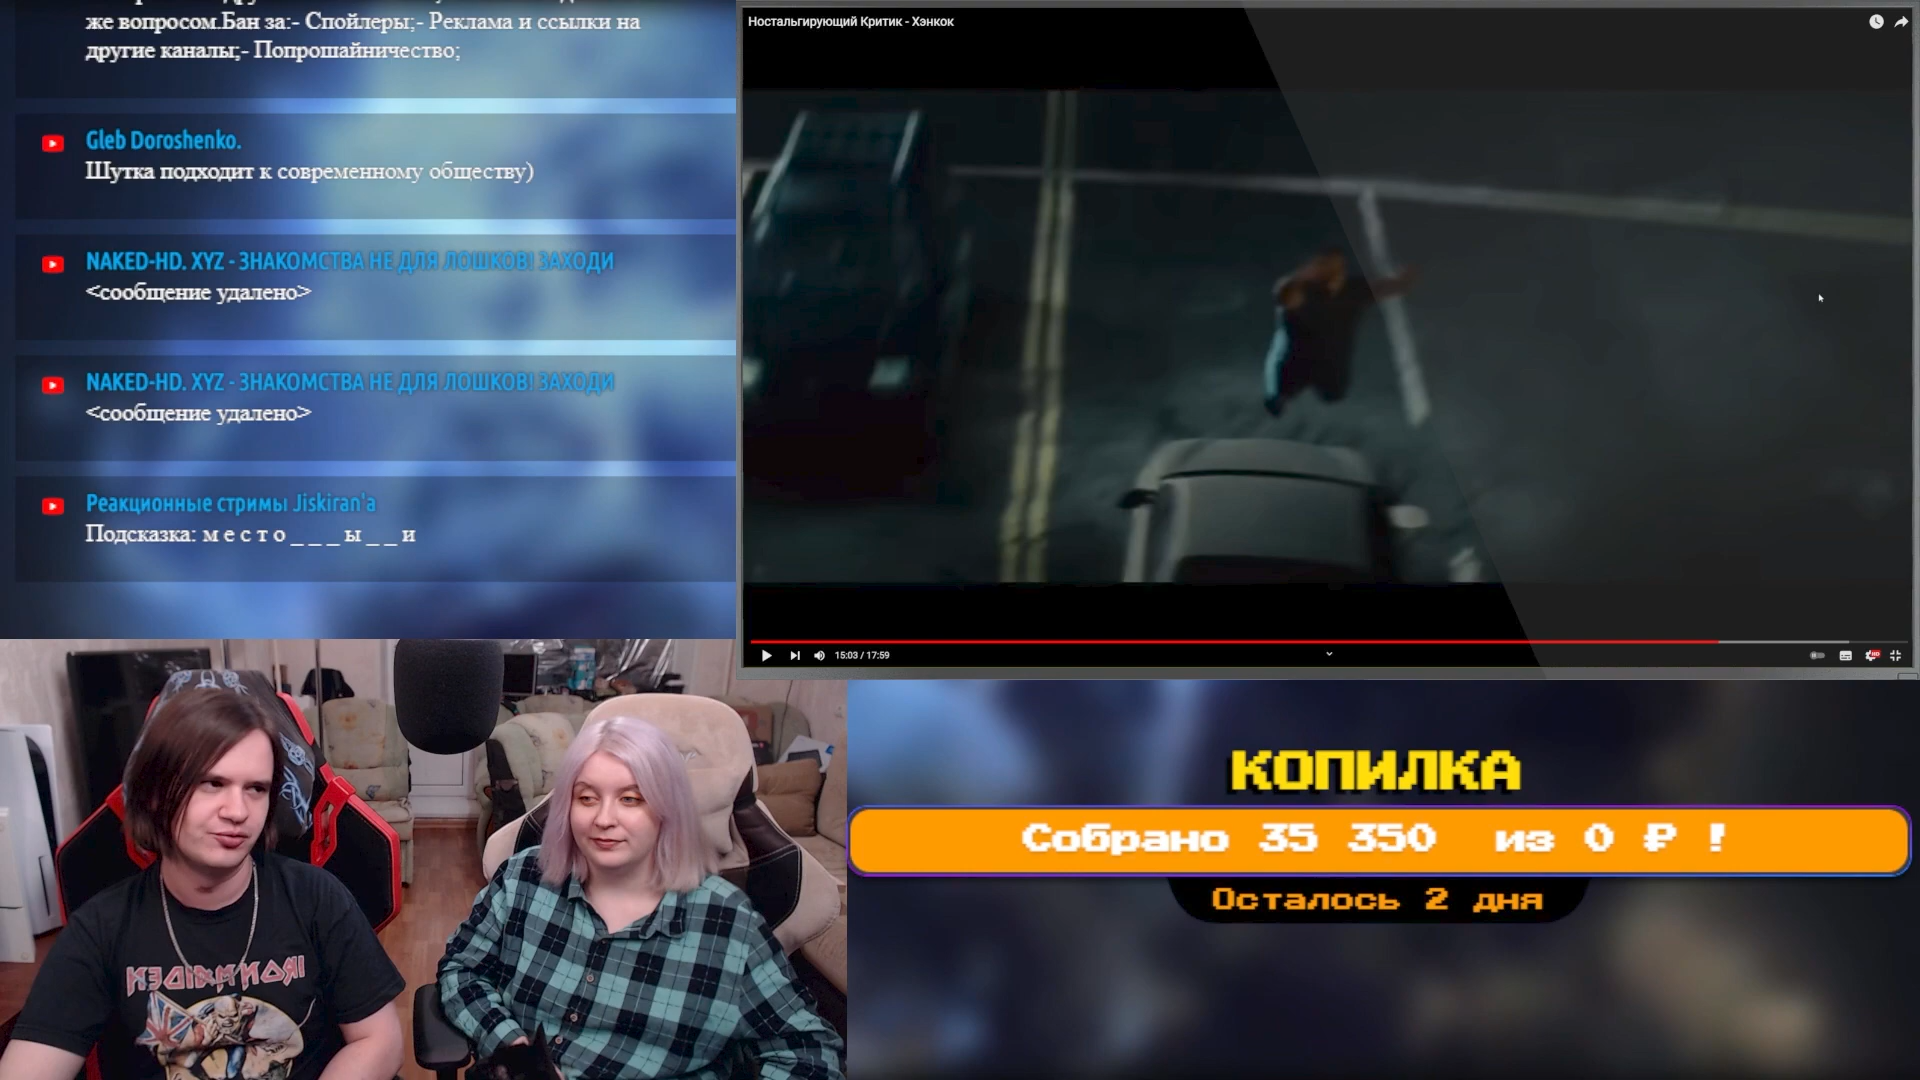 же вопросом.Бан за:- Спойлеры;- Реклама и ссылки на
другие каналы;- Попрошайничество;
Gleb Doroshenko.
Шутка подходит к современному обществу)
NAKED-HD. XYZ - ЗНАКОМСТВА НЕ ДЛЯ ЛОШКОВ! ЗАХОДИ
<сообщение удалено>
NAKED-HD. XYZ - ЗНАКОМСТВА НЕ ДЛЯ ЛОШКОВ! ЗАХОДИ
<сообщение удалено>
Реакционные стримы Jiskiran'a
Подсказка: м е с т о _ _ _ ы _ _ и
Ностальгирующий Критик - Хэнкок
15:03 / 17:59
HD
IRON MAIDEN
КОПИЛКА
Собрано 35 350 из 0 ₽ !
Осталось 2 дня